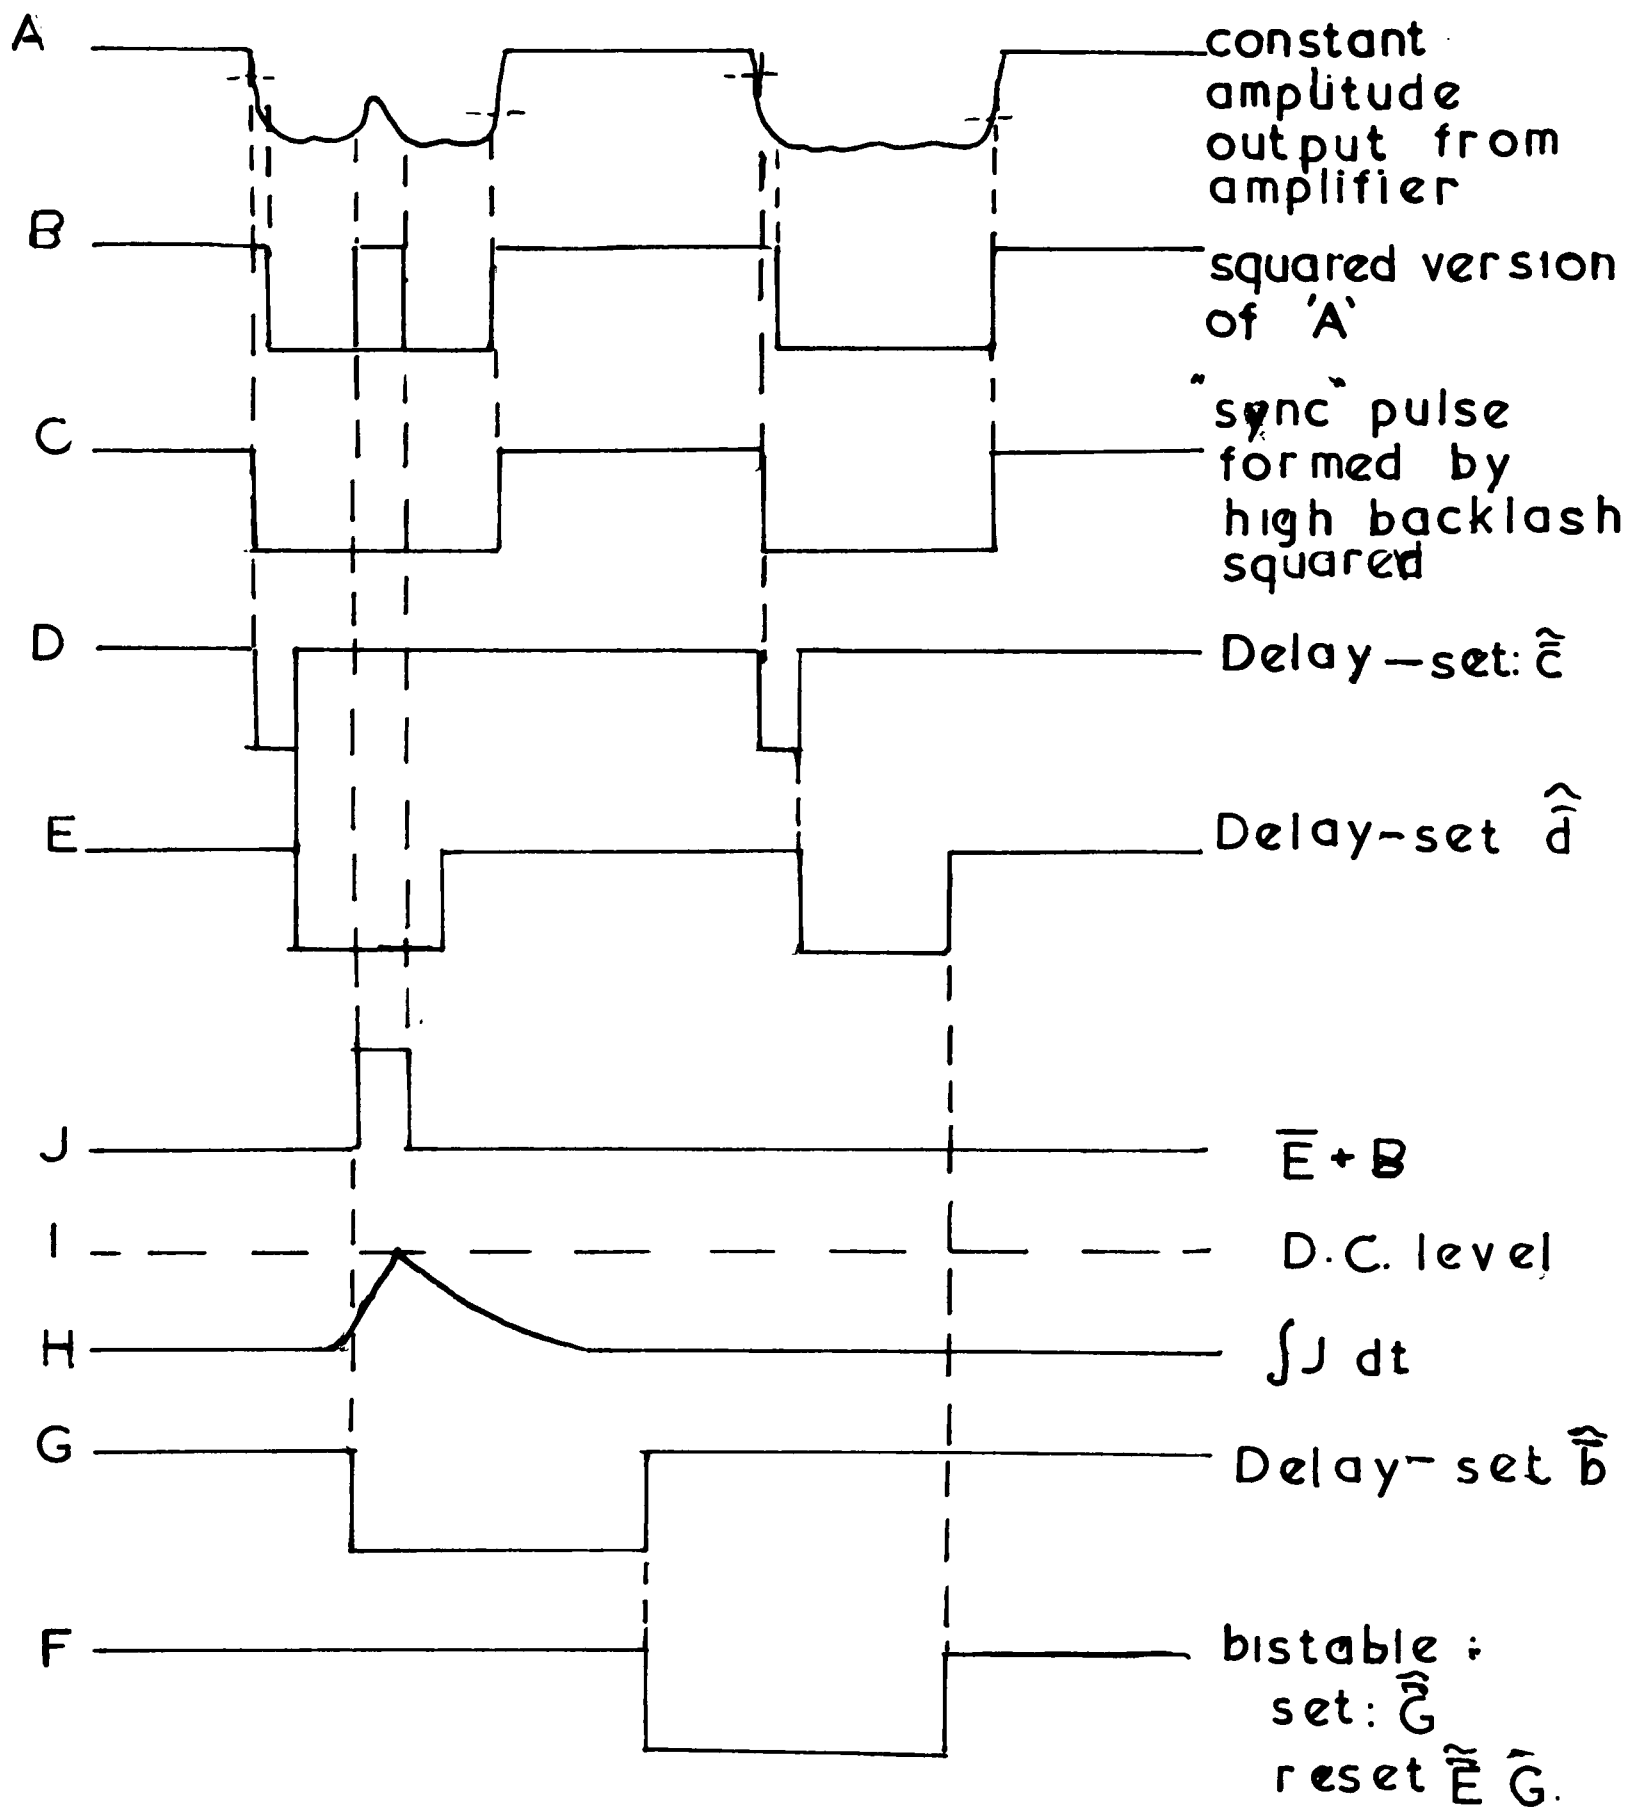 A
constant
amplitude
output from
amplifier
B
squared version
of 'A'
C
"sync" pulse
formed by
high backlash
squared
D
Delay - set: c̄̂
E
Delay - set d̄̂
J
E̅ + B
I
D.C. level
H
∫J dt
G
Delay - set b̄̂
F
bistable :
set: Ḡ̂
reset Ē̃ Ḡ.